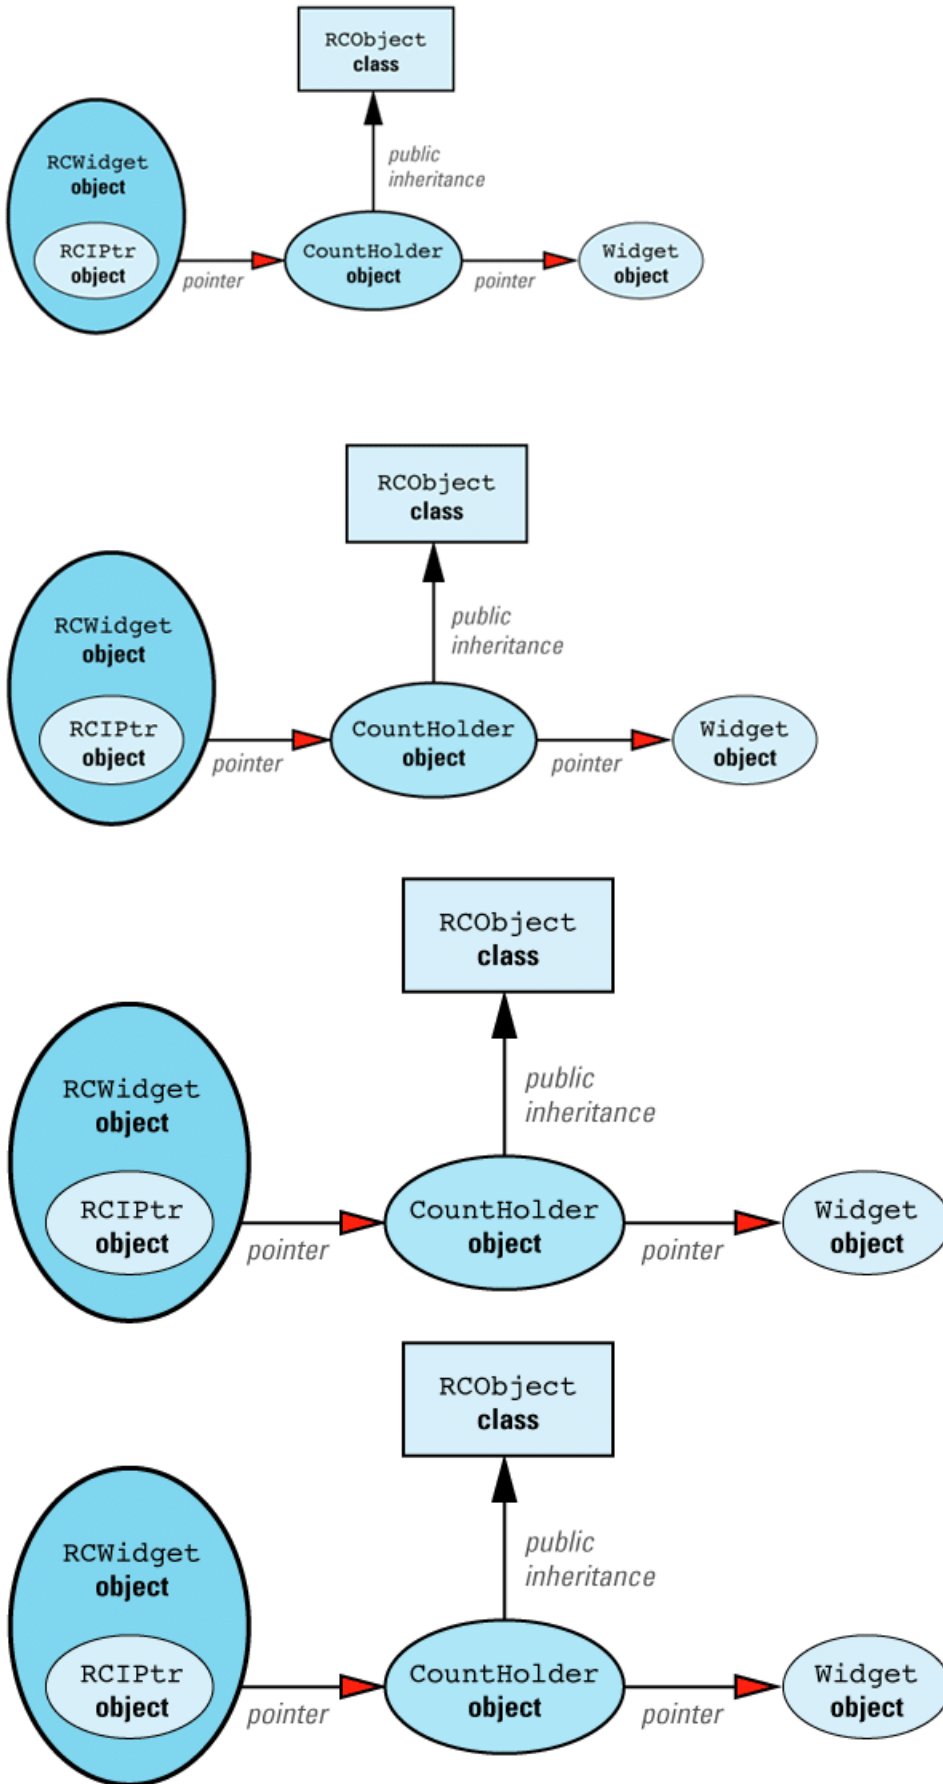 RCObject
class
public
inheritance
RCWidget
object
RCIPtr
object
pointer
CountHolder
object
pointer
Widget
object
RCObject
class
public
inheritance
RCWidget
object
RCIPtr
object
pointer
CountHolder
object
pointer
Widget
object
RCObject
class
public
inheritance
RCWidget
object
RCIPtr
object
pointer
CountHolder
object
pointer
Widget
object
RCObject
class
public
inheritance
RCWidget
object
RCIPtr
object
pointer
CountHolder
object
pointer
Widget
object